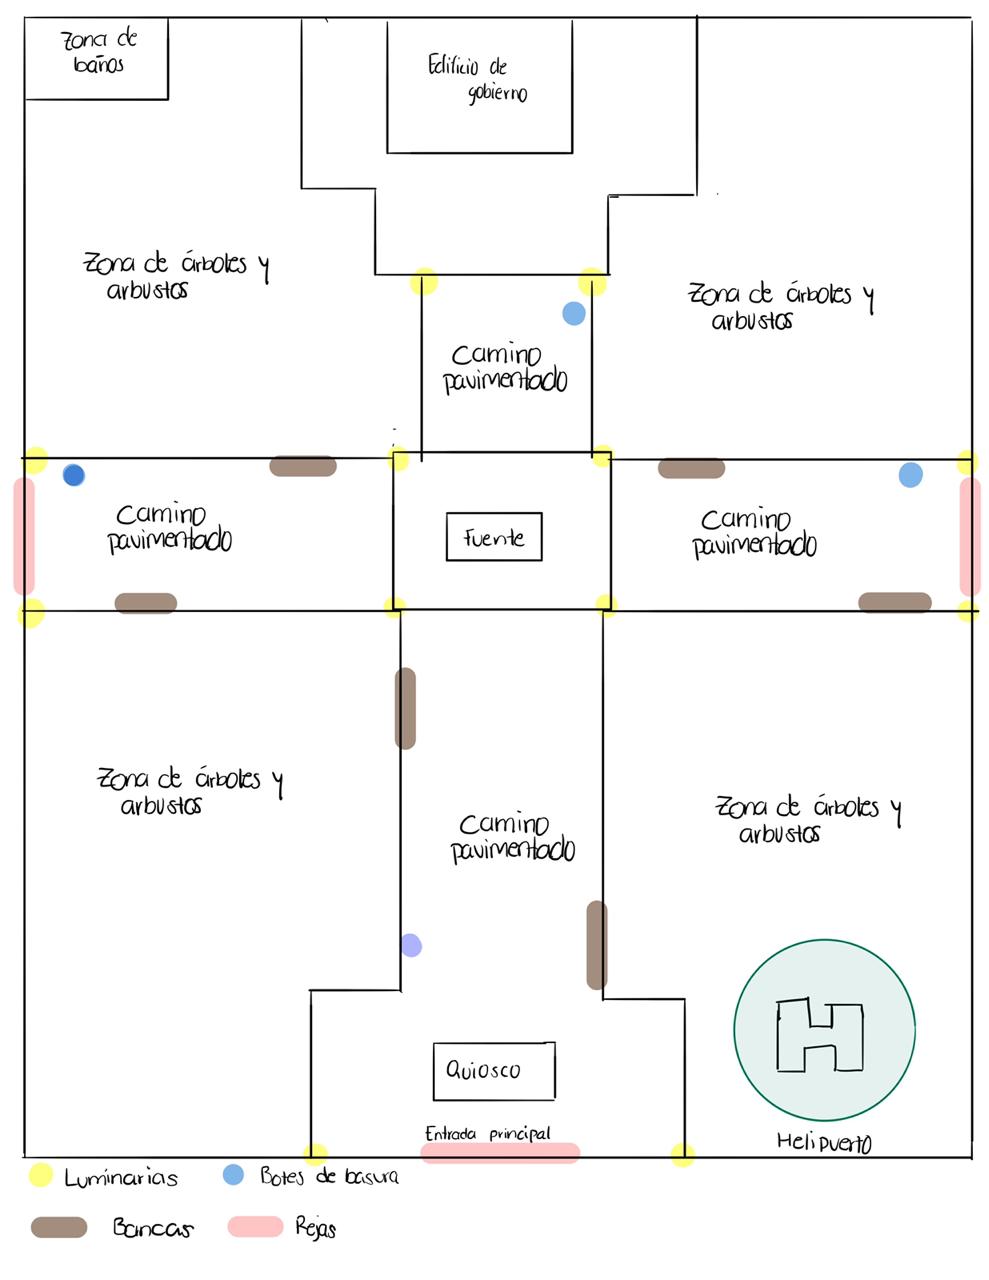 Zona de
baños
Edificio de
gobierno
Zona de árboles y
arbustos
Zona de árboles y
arbustos
Camino
pavimentado
Camino
pavimentado
Fuente
Camino
pavimentado
Zona de árboles y
arbustos
Camino
pavimentado
Zona de árboles y
arbustos
H
Quiosco
Entrada principal
Helipuerto
Luminarias
Botes de basura
Bancas
Rejas